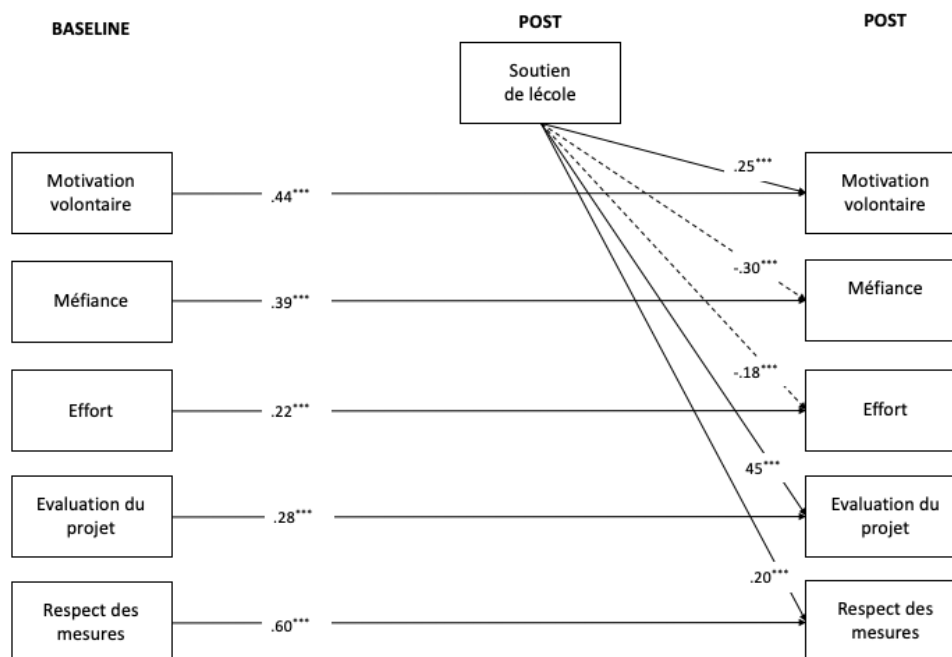 BASELINE
POST
POST
Soutien
de lécole
Motivation
volontaire
.44***
.25***
Motivation
volontaire
Méfiance
.39***
-.30***
Méfiance
Effort
.22***
-.18***
Effort
Evaluation du
projet
.28***
45***
Evaluation du
projet
Respect des
mesures
.60***
.20***
Respect des
mesures